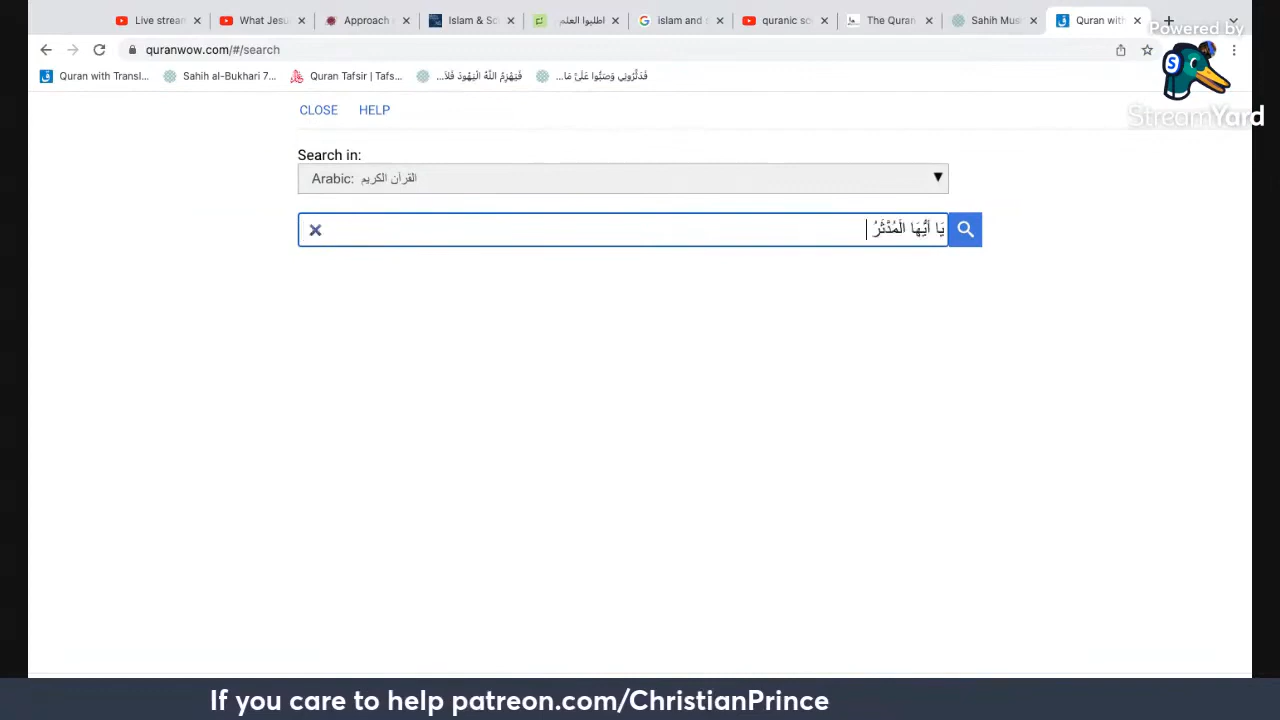 Live stream
What Jesu
Approach
Islam & Sc
اطلبوا العلم
islam and s
quranic sc
The Quran
Sahih Mus
Quran with
Powered by
quranwow.com/#/search
StreamYard
Quran with Transl...
Sahih al-Bukhari 7...
Quran Tafsir | Tafs...
فَيَهْزِمُ اللَّهُ الْيَهُودَ فَلاَ...
فَدَثِّرُونِي وَصَبُّوا عَلَىَّ مَا...
CLOSE HELP
Search in:
Arabic: القرآن الكريم
يَا أَيُّهَا الْمُدَّثِّرُ
If you care to help patreon.com/ChristianPrince